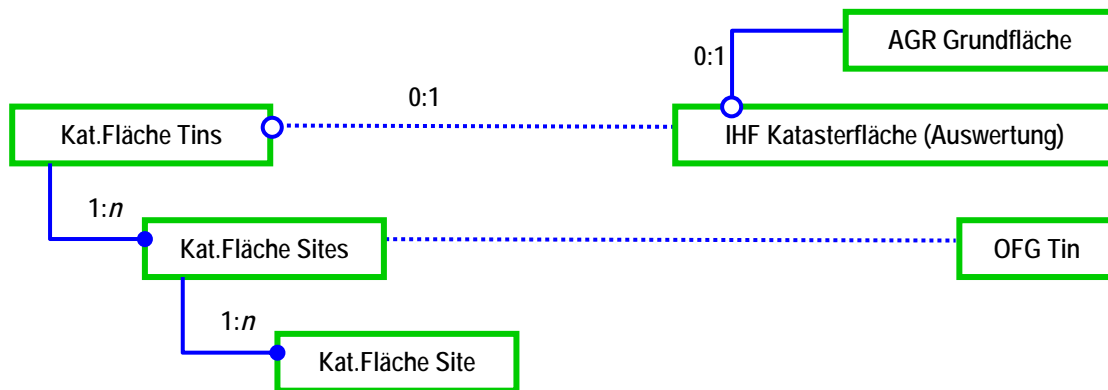 AGR Grundfläche
0:1
0:1
Kat.Fläche Tins
IHF Katasterfläche (Auswertung)
1:n
Kat.Fläche Sites
OFG Tin
1:n
Kat.Fläche Site